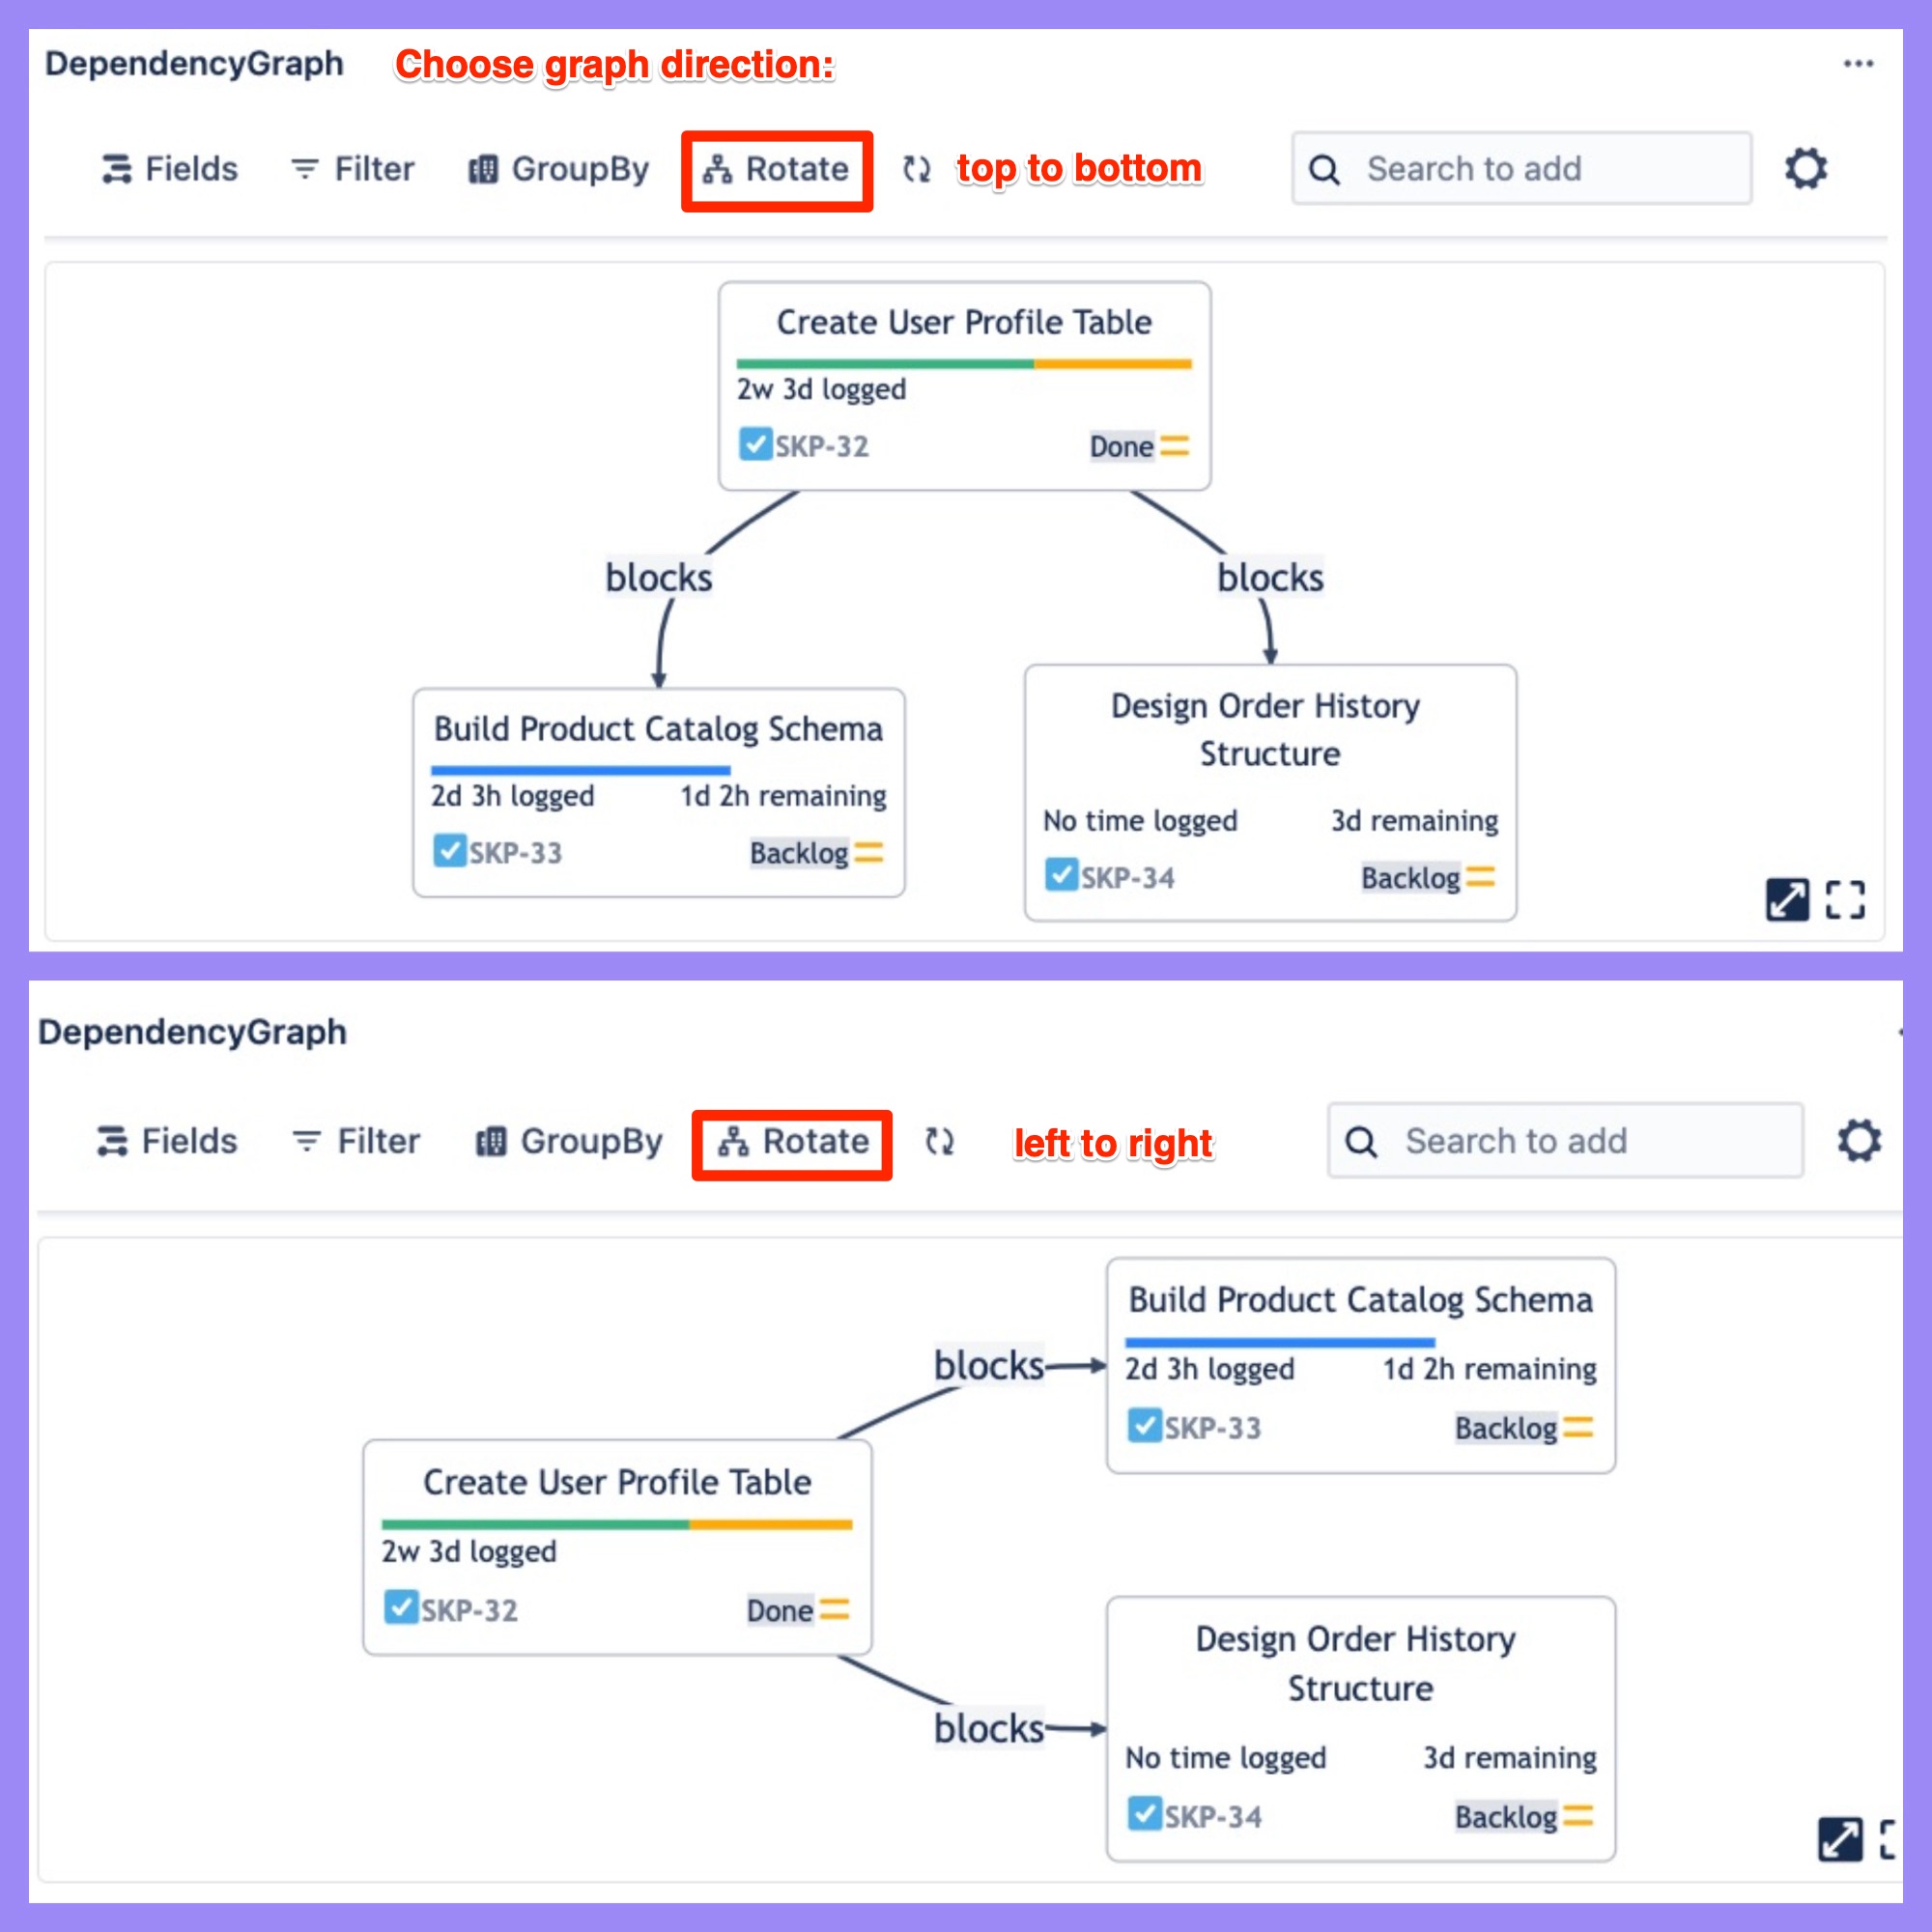 DependencyGraph Choose graph direction:
Fields Filter GroupBy Rotate top to bottom Search to add
Create User Profile Table
2w 3d logged
SKP-32 Done
blocks blocks
Build Product Catalog Schema
2d 3h logged 1d 2h remaining
SKP-33 Backlog
Design Order History
Structure
No time logged 3d remaining
SKP-34 Backlog
DependencyGraph
Fields Filter GroupBy Rotate left to right Search to add
Build Product Catalog Schema
2d 3h logged 1d 2h remaining
SKP-33 Backlog
blocks
Create User Profile Table
2w 3d logged
SKP-32 Done
blocks
Design Order History
Structure
No time logged 3d remaining
SKP-34 Backlog